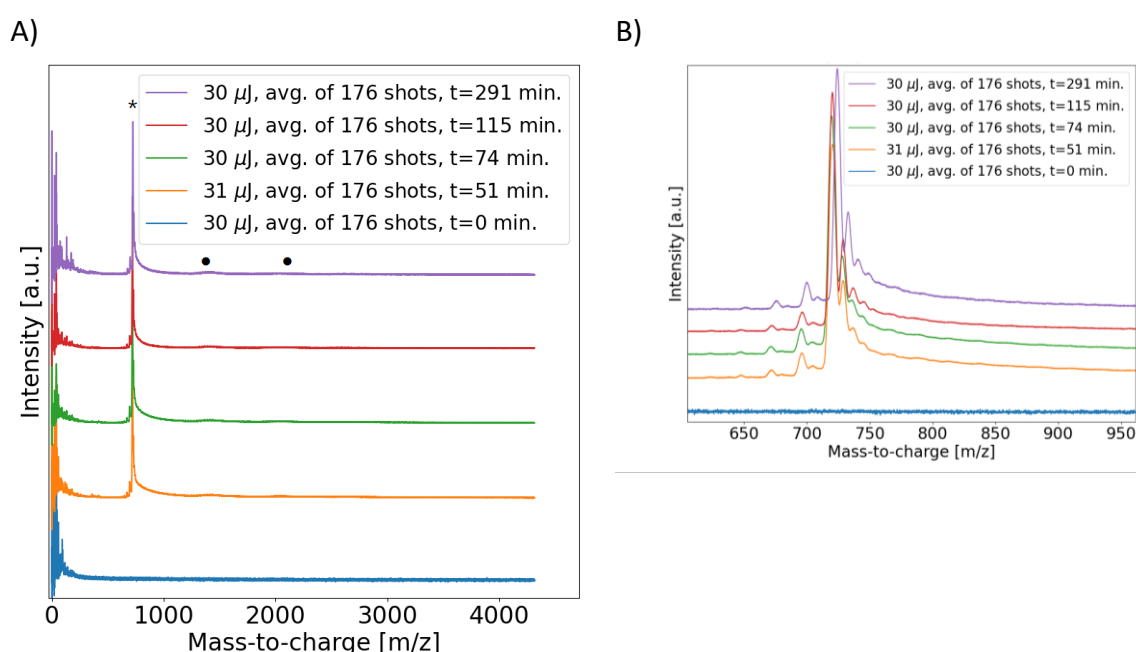 A)
30 μJ, avg. of 176 shots, t=291 min.
30 μJ, avg. of 176 shots, t=115 min.
30 μJ, avg. of 176 shots, t=74 min.
31 μJ, avg. of 176 shots, t=51 min.
30 μJ, avg. of 176 shots, t=0 min.
*
• •
Intensity [a.u.]
0 1000 2000 3000 4000
Mass-to-charge [m/z]
B)
30 μJ, avg. of 176 shots, t=291 min.
30 μJ, avg. of 176 shots, t=115 min.
30 μJ, avg. of 176 shots, t=74 min.
31 μJ, avg. of 176 shots, t=51 min.
30 μJ, avg. of 176 shots, t=0 min.
Intensity [a.u.]
650 700 750 800 850 900 950
Mass-to-charge [m/z]